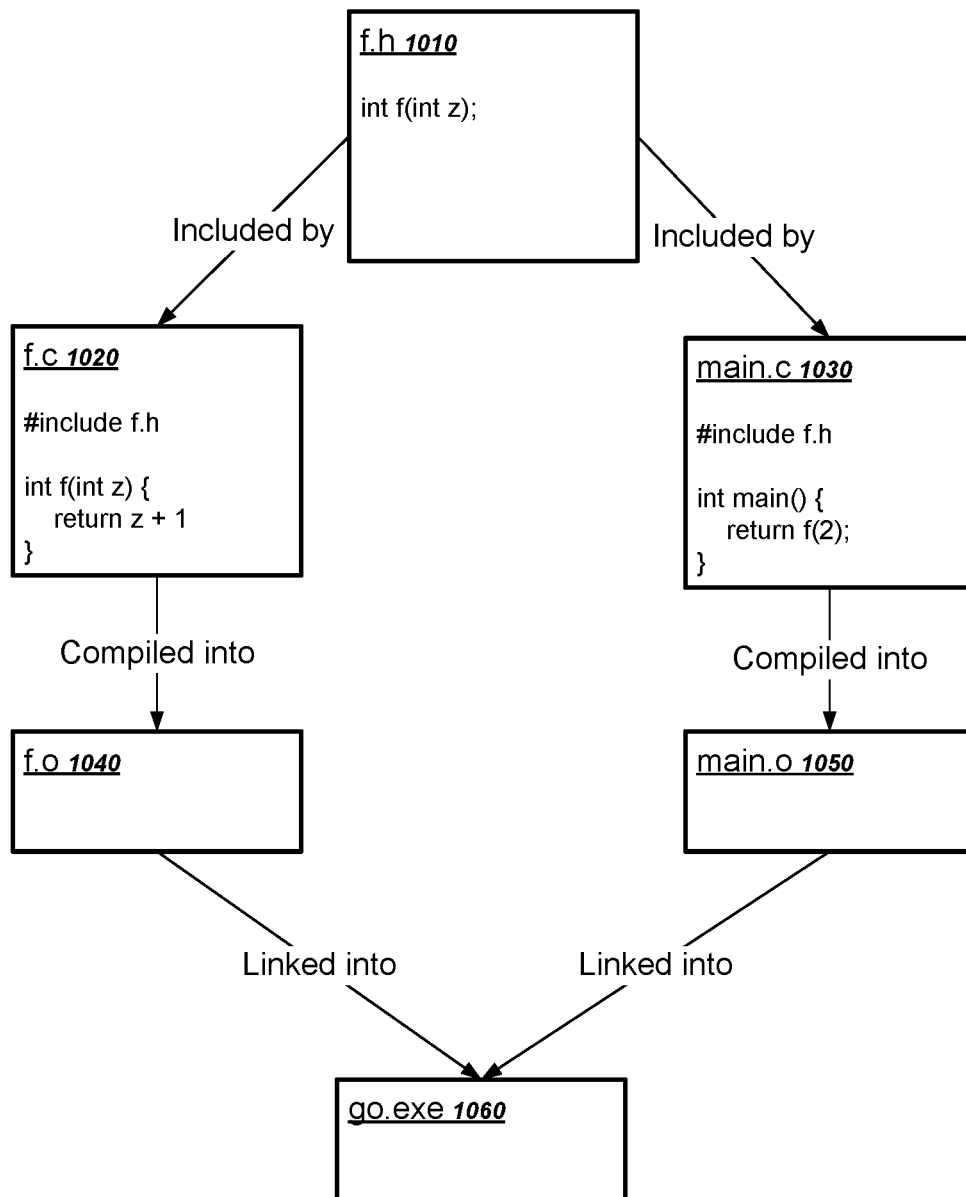 f.h 1010
int f(int z);
Included by
Included by
f.c 1020
#include f.h
int f(int z) {
return z + 1
}
main.c 1030
#include f.h
int main() {
return f(2);
}
Compiled into
Compiled into
f.o 1040
main.o 1050
Linked into
Linked into
go.exe 1060